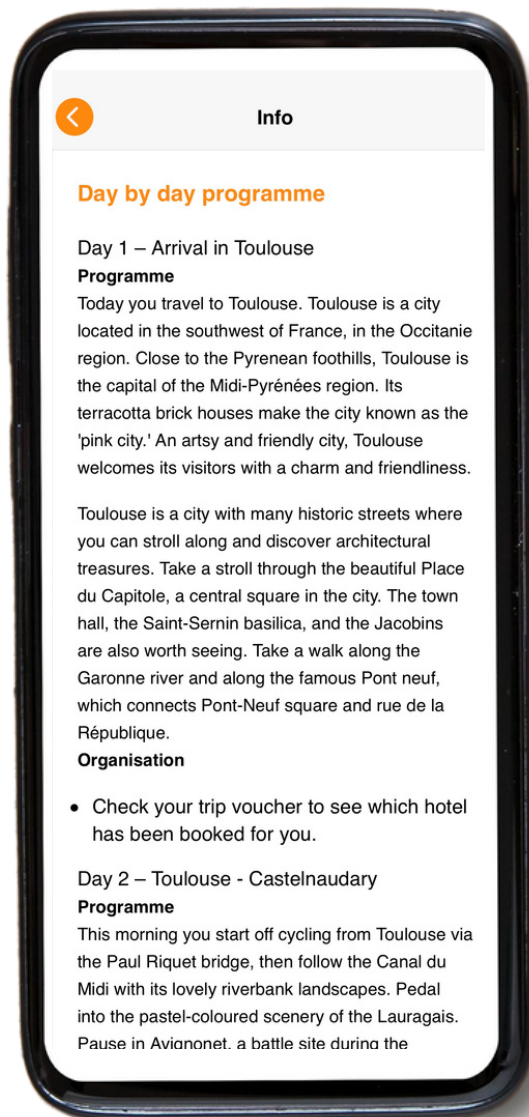 Info
Day by day programme
Day 1 – Arrival in Toulouse
Programme
Today you travel to Toulouse. Toulouse is a city
located in the southwest of France, in the Occitanie
region. Close to the Pyrenean foothills, Toulouse is
the capital of the Midi-Pyrénées region. Its
terracotta brick houses make the city known as the
'pink city.' An artsy and friendly city, Toulouse
welcomes its visitors with a charm and friendliness.
Toulouse is a city with many historic streets where
you can stroll along and discover architectural
treasures. Take a stroll through the beautiful Place
du Capitole, a central square in the city. The town
hall, the Saint-Sernin basilica, and the Jacobins
are also worth seeing. Take a walk along the
Garonne river and along the famous Pont neuf,
which connects Pont-Neuf square and rue de la
République.
Organisation
• Check your trip voucher to see which hotel
has been booked for you.
Day 2 – Toulouse - Castelnaudary
Programme
This morning you start off cycling from Toulouse via
the Paul Riquet bridge, then follow the Canal du
Midi with its lovely riverbank landscapes. Pedal
into the pastel-coloured scenery of the Lauragais.
Pause in Avignonet, a battle site during the